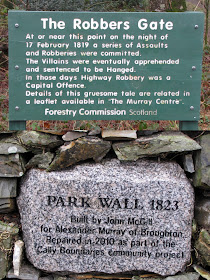 The Robbers Gate
At or near this point on the night of
17 February 1819 a series of Assaults
and Robberies were committed.
The Villains were eventually apprehended
and sentenced to be Hanged.
In those days Highway Robbery was a
Capital Offence.
Details of this gruesome tale are related in
a leaflet available in "The Murray Centre".
Forestry Commission Scotland
PARK WALL 1823
Built by John McGill
for Alexander Murray of Broughton
Repaired in 2010 as part of the
Cally Boundaries community project